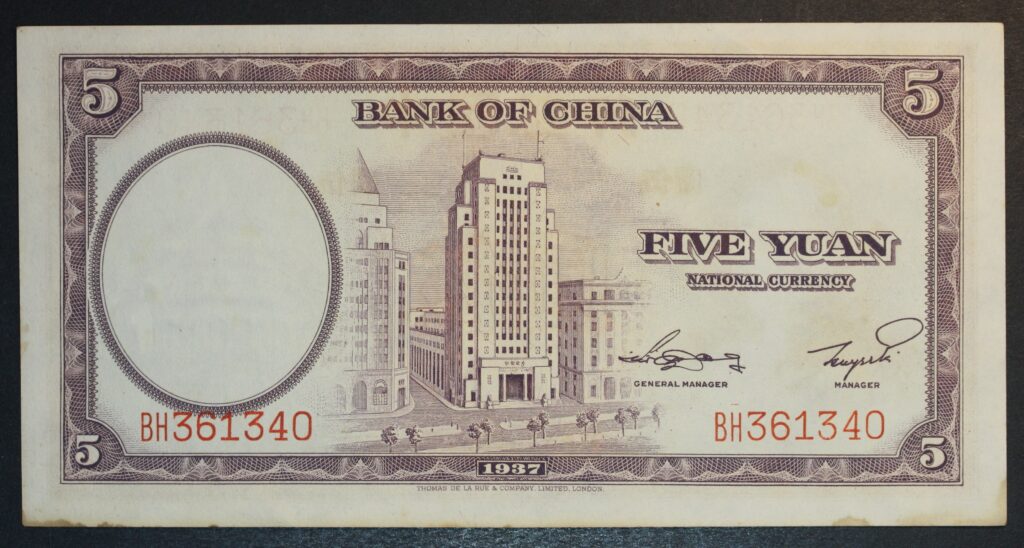 5 5
BANK OF CHINA
FIVE YUAN
NATIONAL CURRENCY
GENERAL MANAGER MANAGER
BH361340 BH361340
5 5
1937
THOMAS DE LA RUE & COMPANY, LIMITED, LONDON.